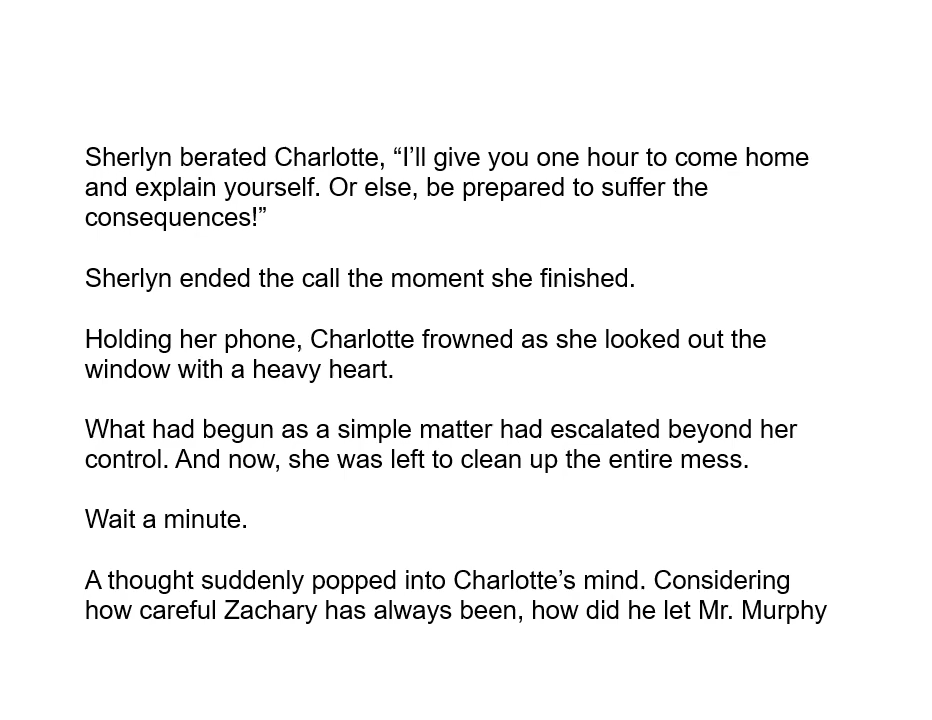 Sherlyn berated Charlotte, “I’ll give you one hour to come home
and explain yourself. Or else, be prepared to suffer the
consequences!”
Sherlyn ended the call the moment she finished.
Holding her phone, Charlotte frowned as she looked out the
window with a heavy heart.
What had begun as a simple matter had escalated beyond her
control. And now, she was left to clean up the entire mess.
Wait a minute.
A thought suddenly popped into Charlotte’s mind. Considering
how careful Zachary has always been, how did he let Mr. Murphy